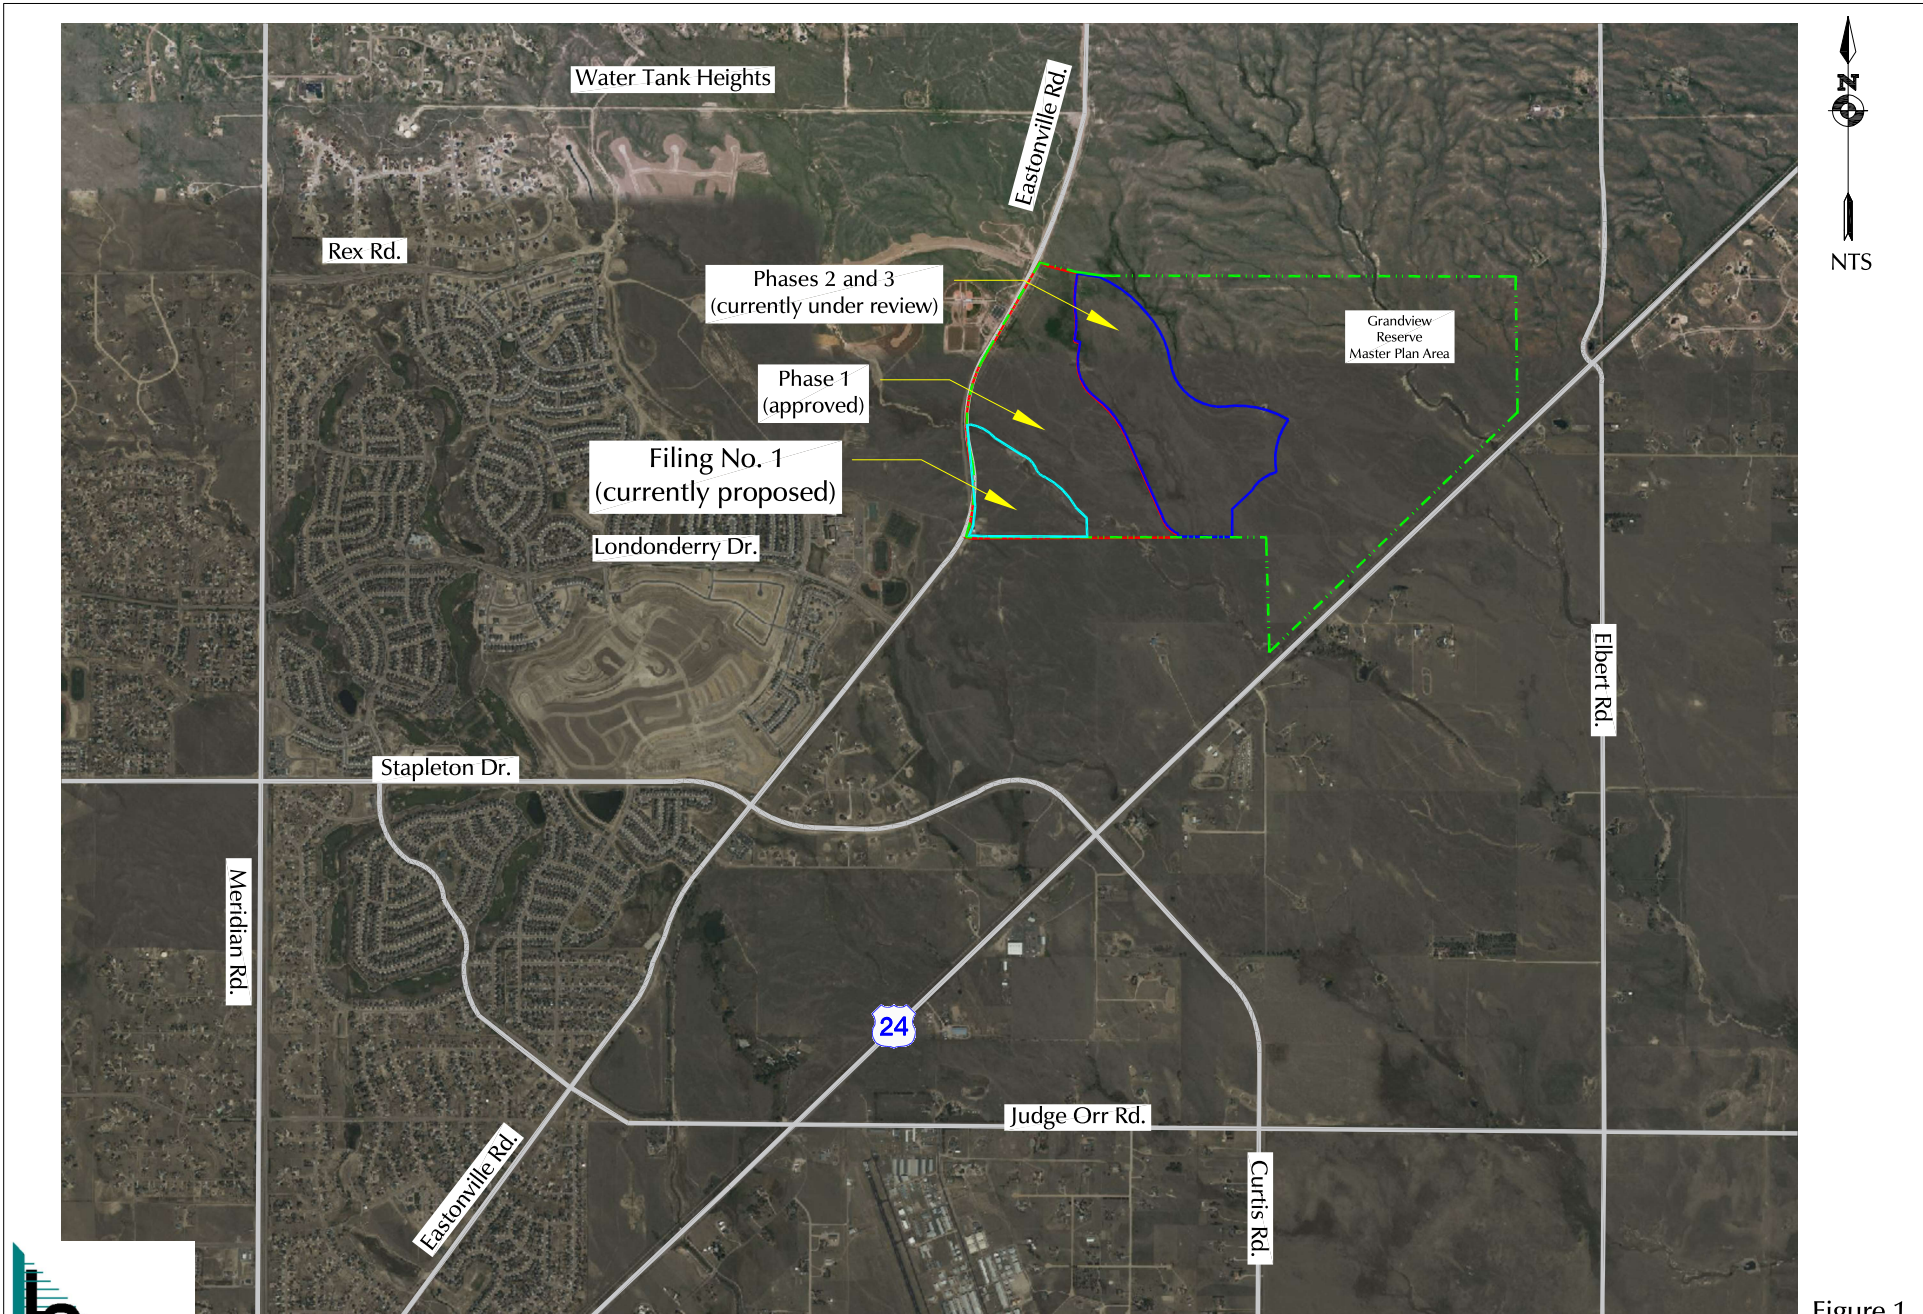 Water Tank Heights
Eastonville Rd.
N
NTS
Rex Rd.
Phases 2 and 3
(currently under review)
Grandview
Reserve
Master Plan Area
Phase 1
(approved)
Filing No. 1
(currently proposed)
Londonderry Dr.
Elbert Rd.
Stapleton Dr.
Meridian Rd.
24
Judge Orr Rd.
Eastonville Rd.
Curtis Rd.
Figure 1